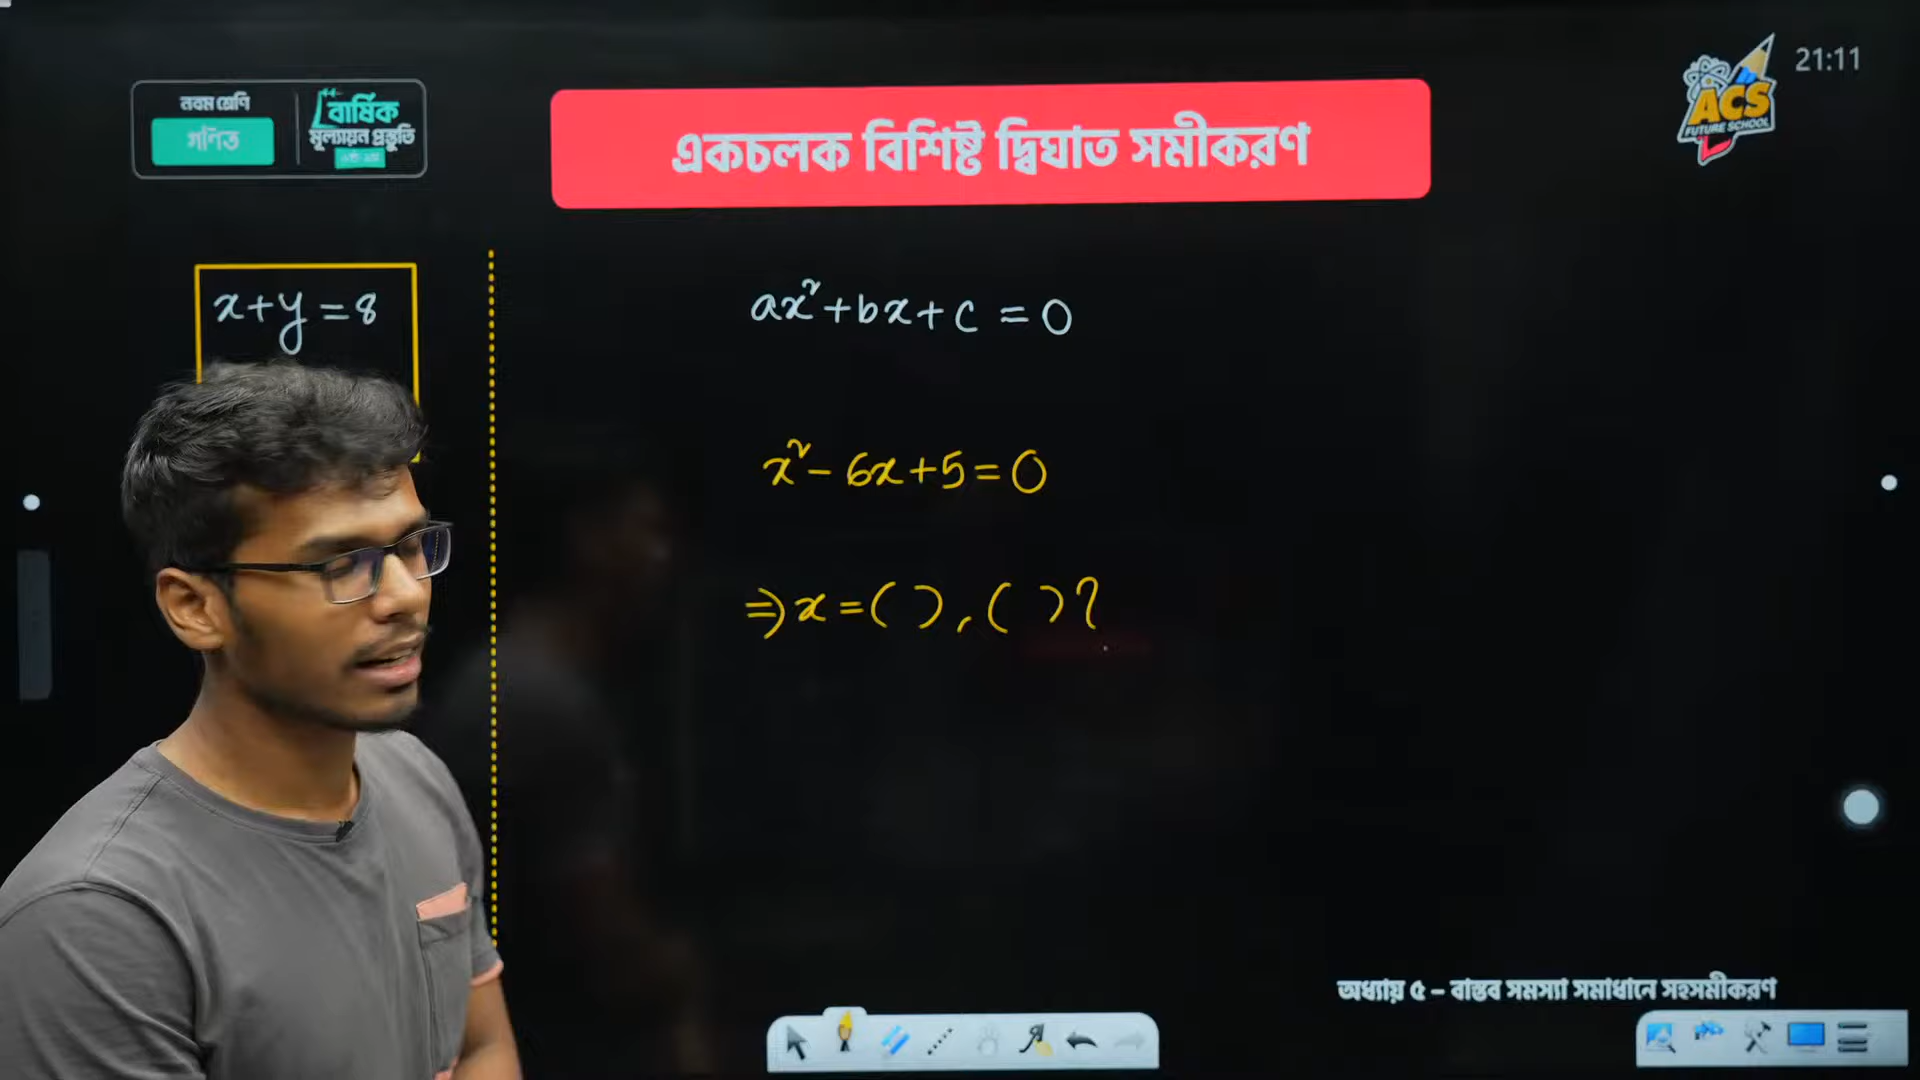 নবম শ্রেণি
গণিত
বার্ষিক
মূল্যায়ন প্রস্তুতি
একচলক বিশিষ্ট দ্বিঘাত সমীকরণ
ACS
FUTURE SCHOOL
21:11
x+y=8
ax²+bx+c=0
x²-6x+5=0
⇒x=( ),( )?
অধ্যায় ৫ – বাস্তব সমস্যা সমাধানে সহসমীকরণ